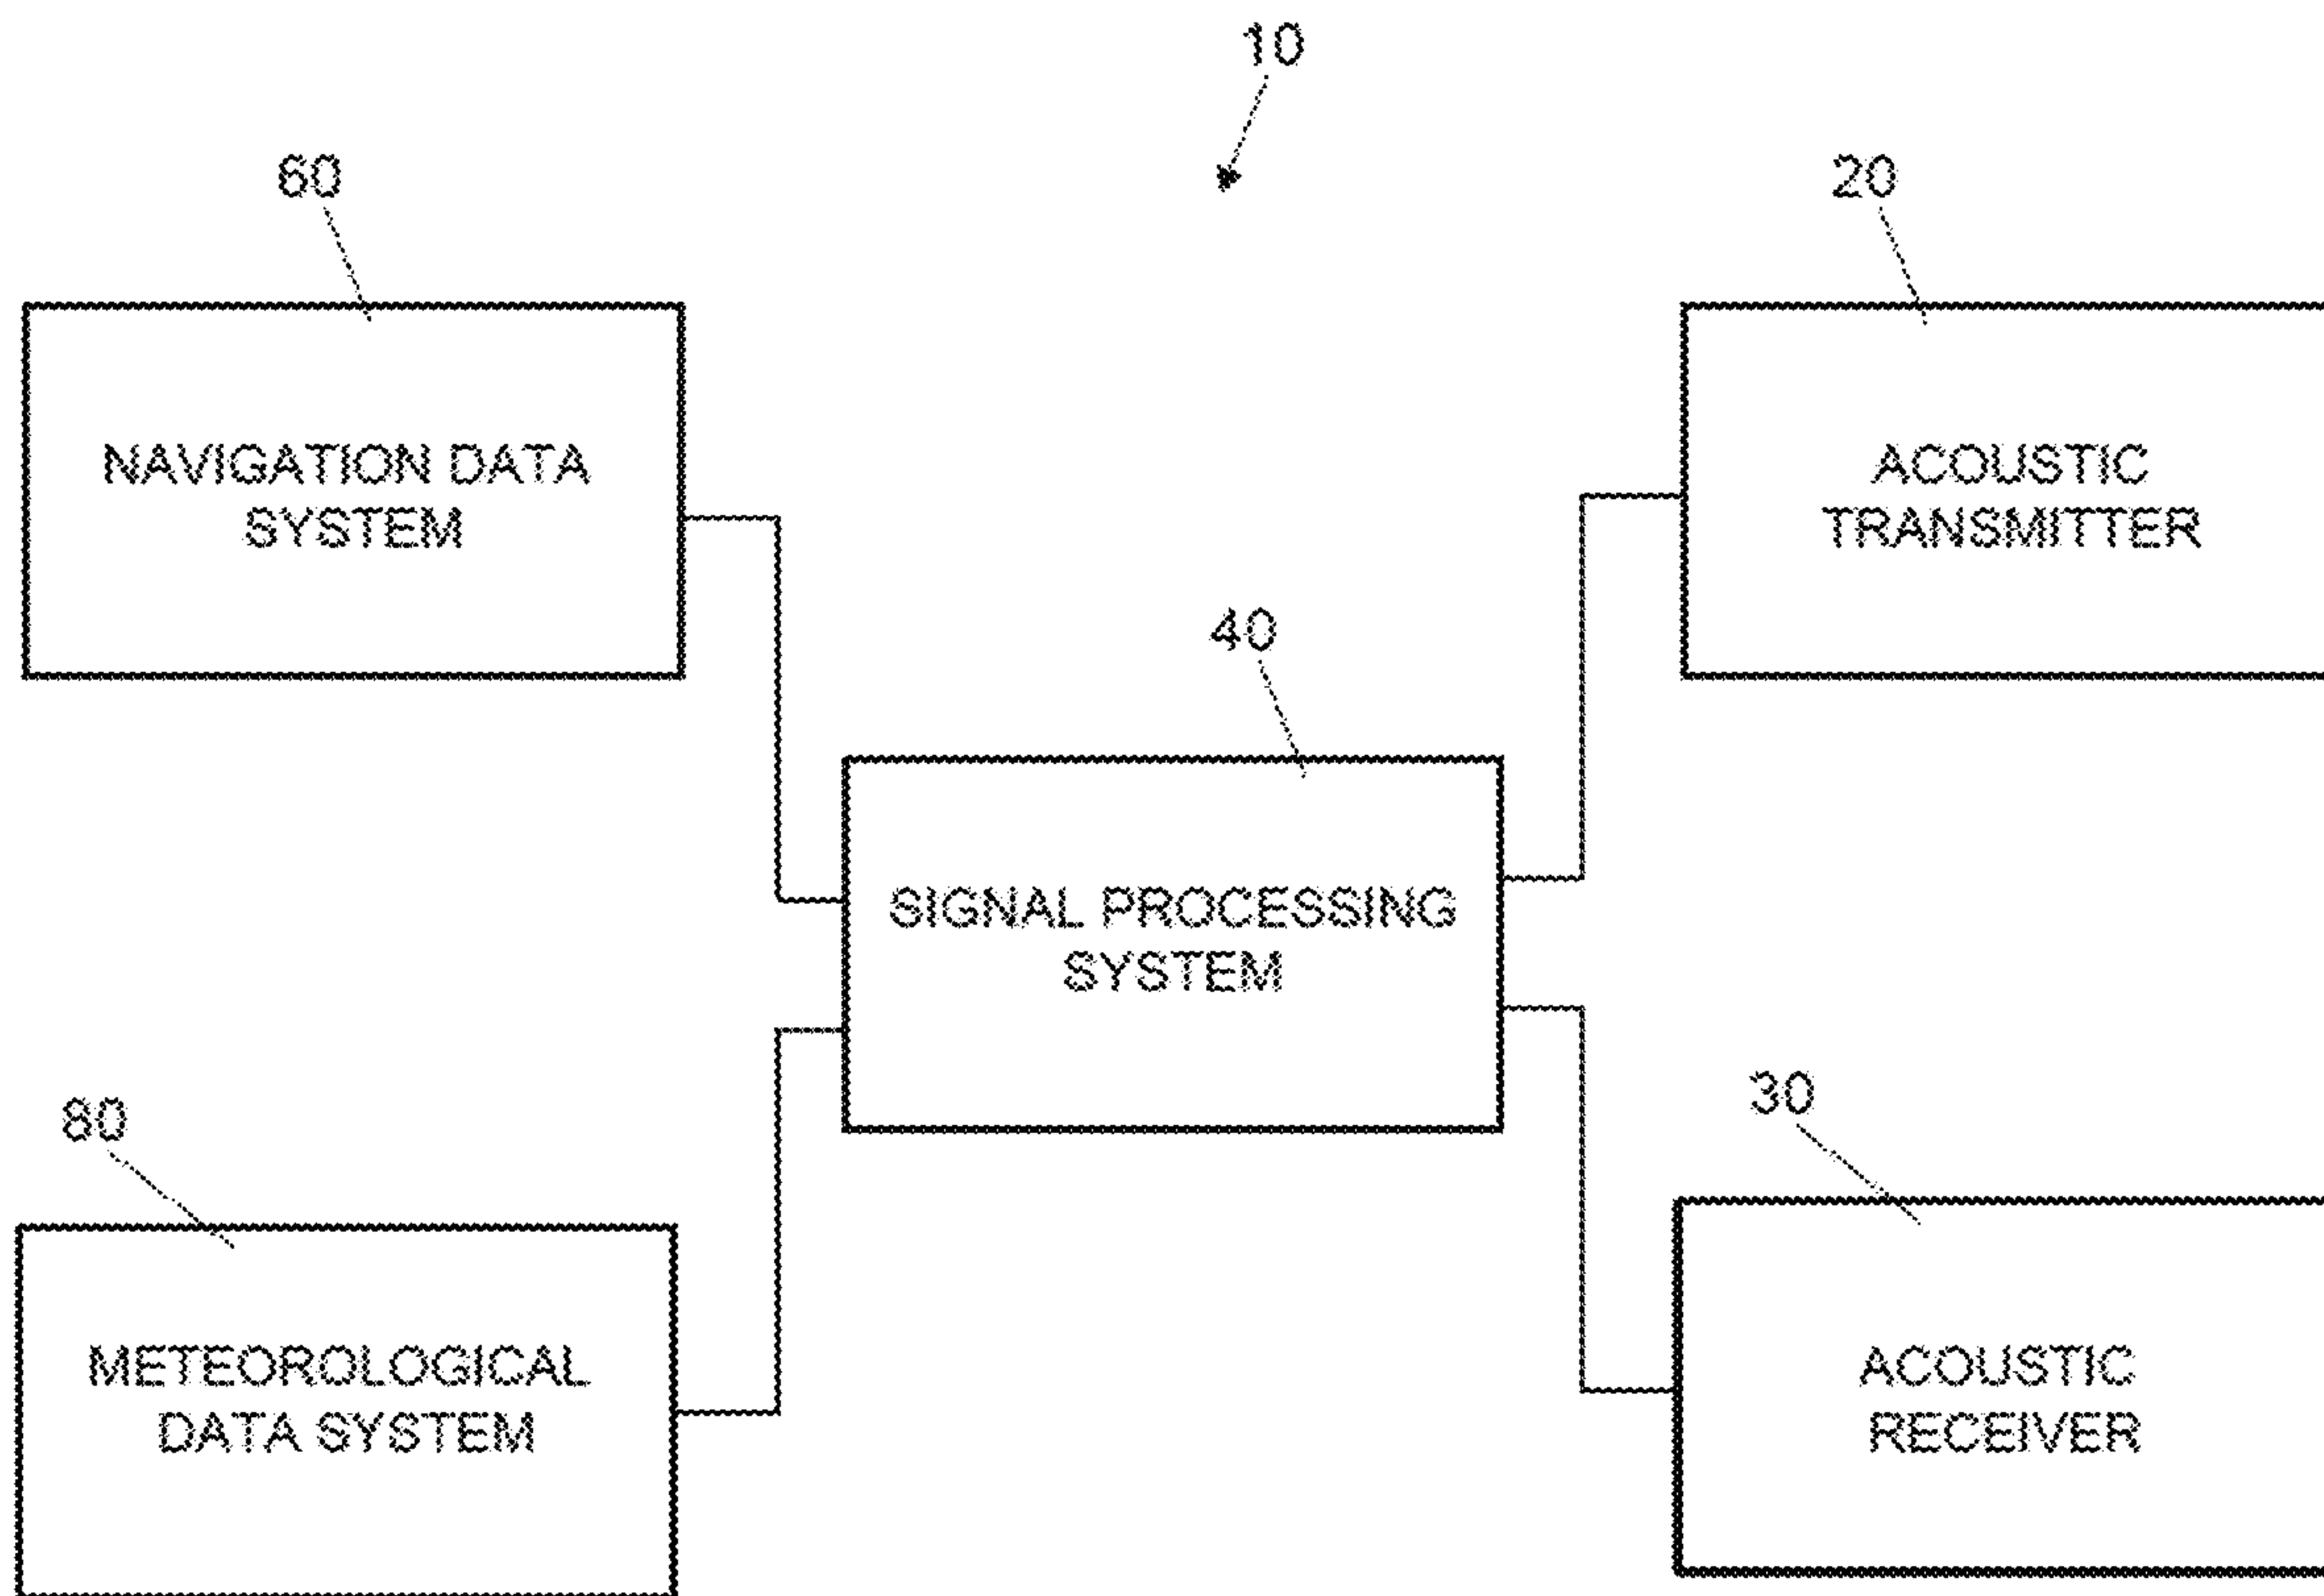 10
60
20
NAVIGATION DATA
SYSTEM
ACOUSTIC
TRANSMITTER
40
SIGNAL PROCESSING
SYSTEM
80
30
METEOROLOGICAL
DATA SYSTEM
ACOUSTIC
RECEIVER